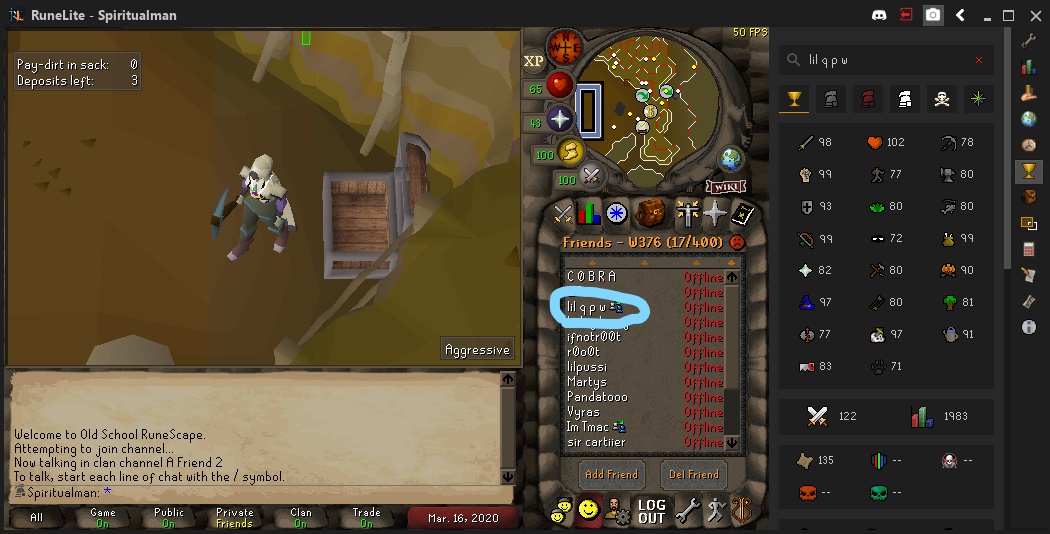 RuneLite - Spiritualman
50 FPS
Pay-dirt in sack: 0
Deposits left: 3
XP
N
W E
S
65
43
100
100
WIKI
Friends - W376 (17/400)
C0BRA Offline
Offline
lil q p w
Offline
ifnotr00t Offline
r0o0t Offline
lilpussi Offline
Martys Offline
Pandatooo Offline
Vyras Offline
Im Tmac
sir cartiier Offline
Add Friend Del Friend
LOG
OUT
Aggressive
Welcome to Old School RuneScape.
Attempting to join channel...
Now talking in clan channel A Friend 2
To talk, start each line of chat with the / symbol.
Spiritualman: *
All
Game
On
Public
On
Private
Friends
Clan
On
Trade
On
Mar. 16, 2020
lil q p w
98 102 78
99 77 80
93 80 80
99 72 99
82 80 90
97 80 81
77 97 91
83 71
122 1983
135 -- --
-- --